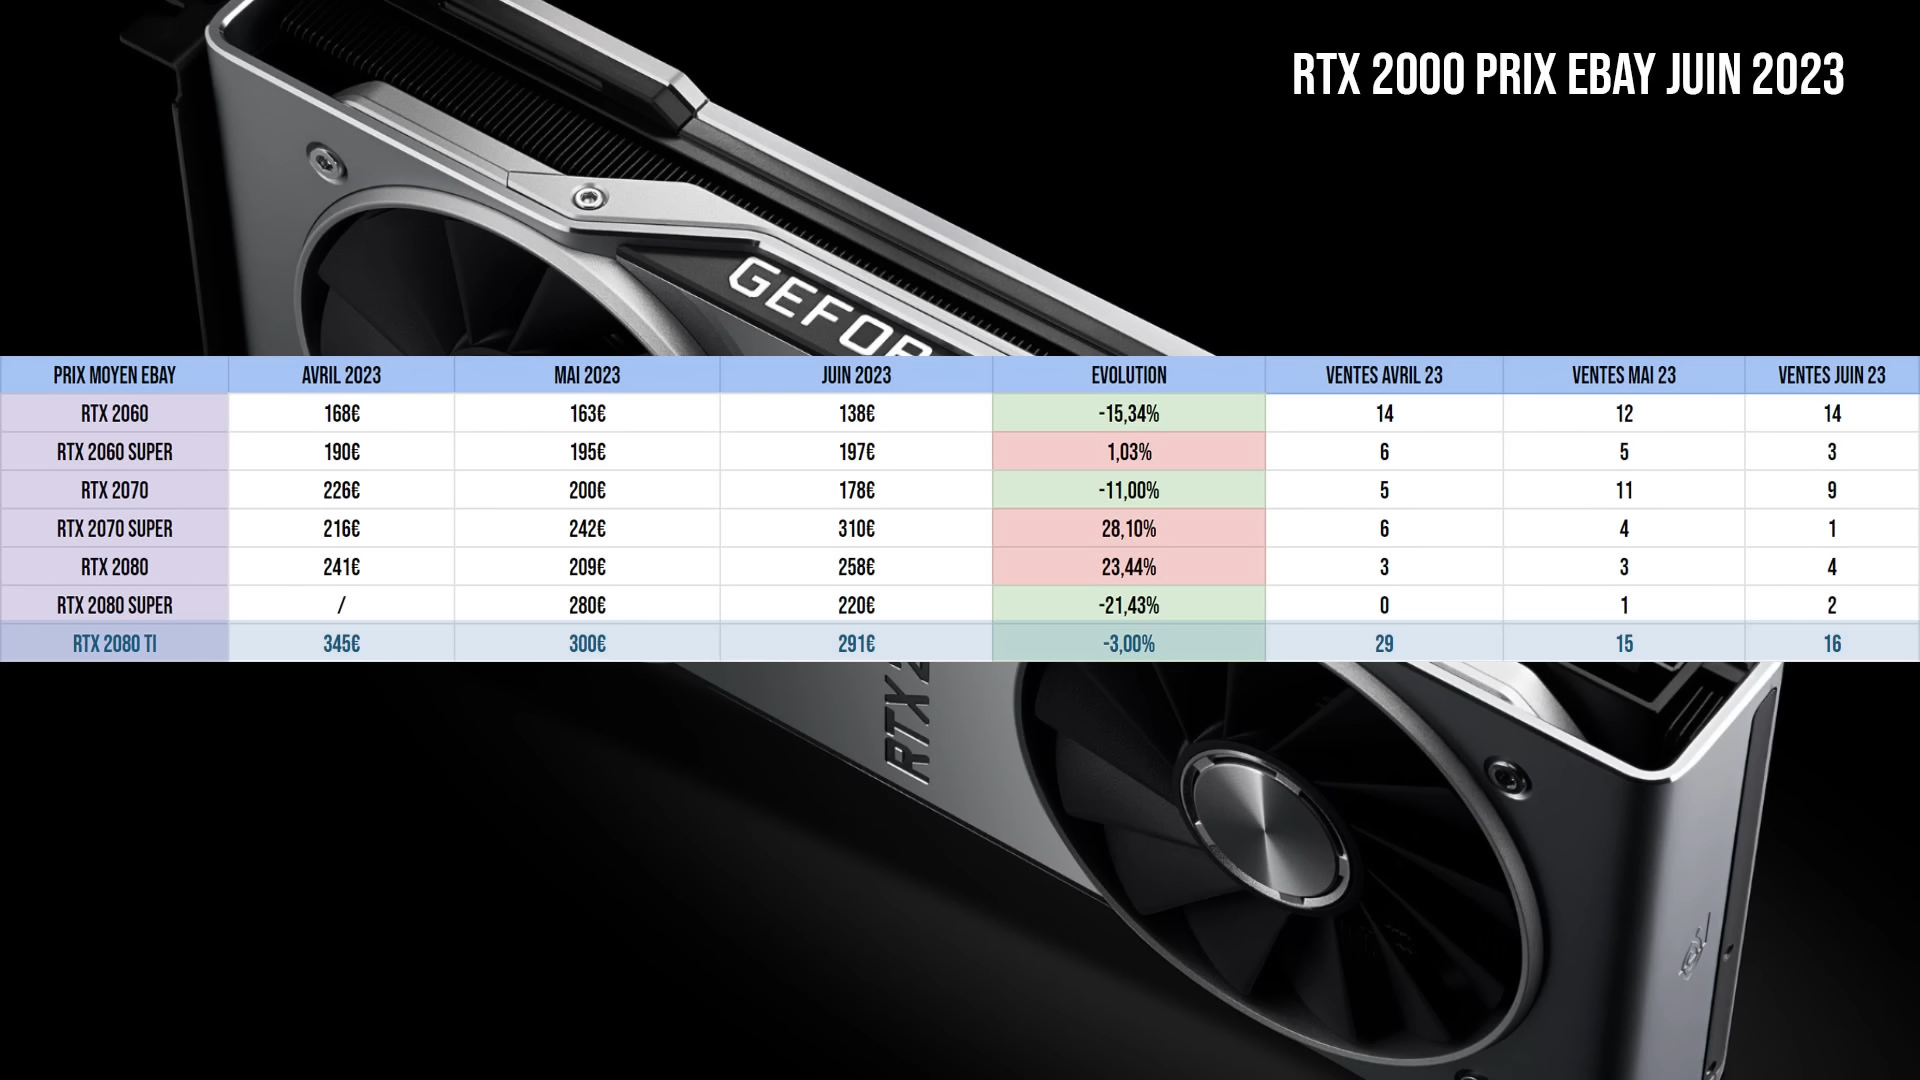 RTX 2000 PRIX EBAY JUIN 2023
GEFOR
PRIX MOYEN EBAY AVRIL 2023 MAI 2023 JUIN 2023 EVOLUTION VENTES AVRIL 23 VENTES MAI 23 VENTES JUIN 23
RTX 2060 168€ 163€ 138€ -15,34% 14 12 14
RTX 2060 SUPER 190€ 195€ 197€ 1,03% 6 5 3
RTX 2070 226€ 200€ 178€ -11,00% 5 11 9
RTX 2070 SUPER 216€ 242€ 310€ 28,10% 6 4 1
RTX 2080 241€ 209€ 258€ 23,44% 3 3 4
RTX 2080 SUPER / 280€ 220€ -21,43% 0 1 2
RTX 2080 TI 345€ 300€ 291€ -3,00% 29 15 16
RTX 2